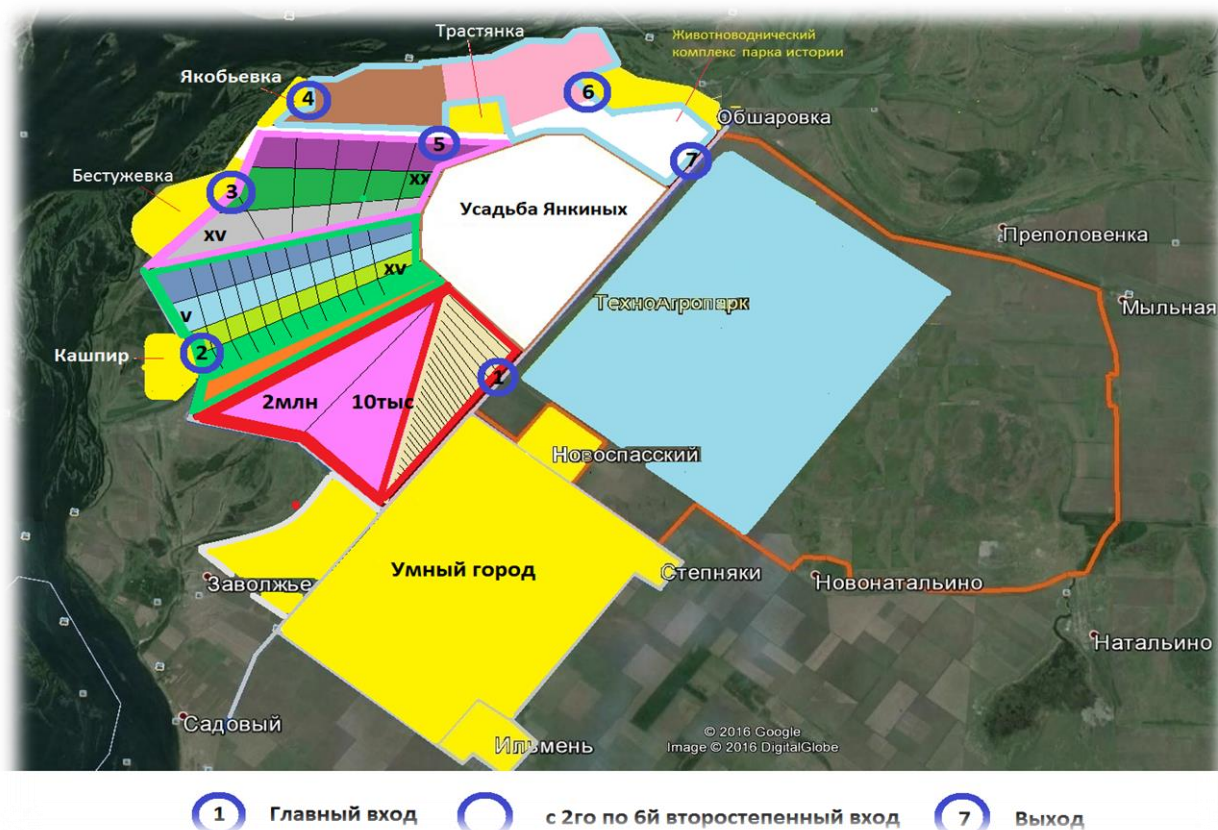 Трастянка
Животноводнический
комплекс парка истории
Якобьевка
4
6
Обшаровка
5
7
Бестужевка
3
XX
Усадьба Янкиных
XV
Преполовенка
XV
V
ТехноАгропарк
Мыльная
Кашпир
2
1
2млн
10тыс
Новоспасский
Умный город
Степняки
Заволжье
Новонатальино
Натальино
Садовый
Ильмень
© 2016 Google
Image © 2016 DigitalGlobe
1 Главный вход
с 2го по 6й второстепенный вход
7 Выход